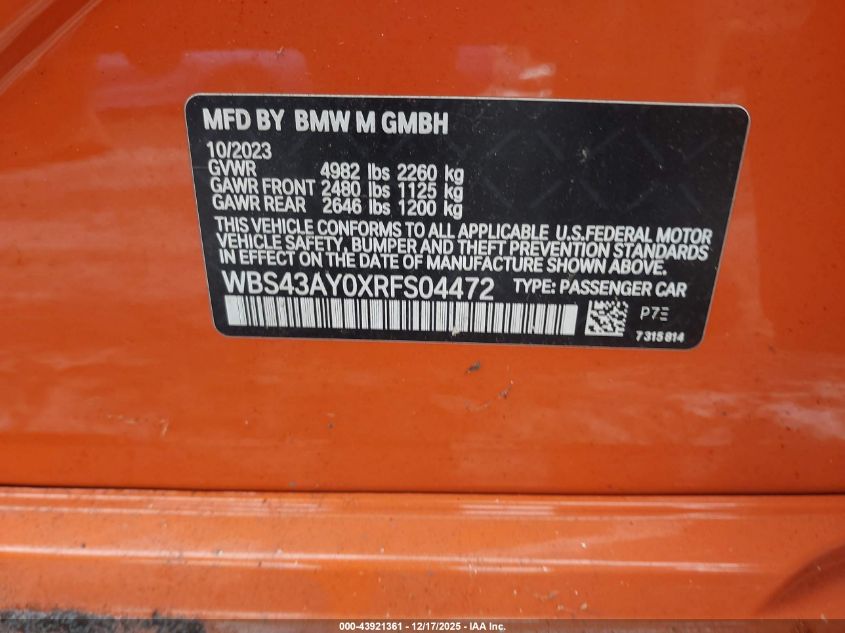 MFD BY BMW M GMBH
10/2023
GVWR 4982 lbs 2260 kg
GAWR FRONT 2480 lbs 1125 kg
GAWR REAR 2646 lbs 1200 kg
THIS VEHICLE CONFORMS TO ALL APPLICABLE U.S.FEDERAL MOTOR
VEHICLE SAFETY, BUMPER AND THEFT PREVENTION STANDARDS
IN EFFECT ON THE DATE OF MANUFACTURE SHOWN ABOVE.
WBS43AY0XRFS04472 TYPE: PASSENGER CAR
P7E
7315814
000-43921361 – 12/17/2025 – IAA Inc.